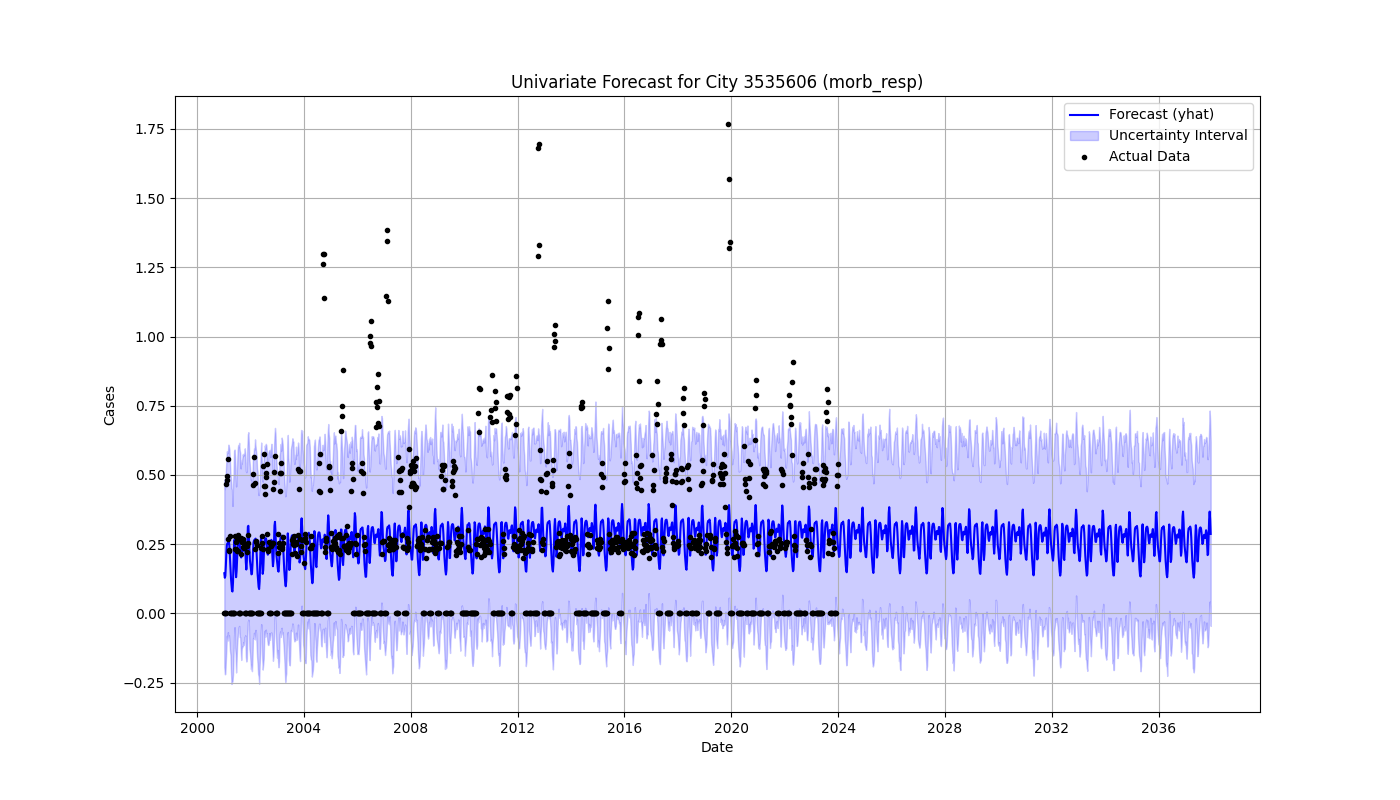 Univariate Forecast for City 3535606 (morb_resp)
Forecast (yhat)
Uncertainty Interval
Actual Data
Cases
1.75
1.50
1.25
1.00
0.75
0.50
0.25
0.00
−0.25
2000 2004 2008 2012 2016 2020 2024 2028 2032 2036
Date